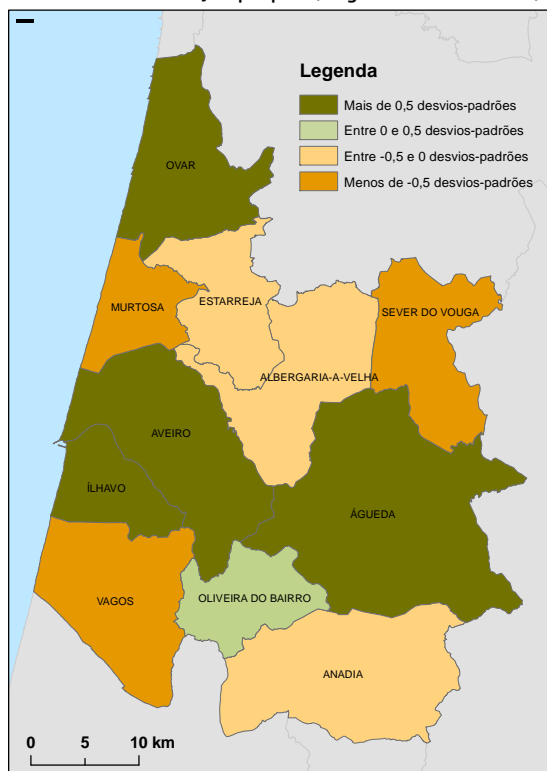 Legenda
Mais de 0,5 desvios-padrões
Entre 0 e 0,5 desvios-padrões
Entre -0,5 e 0 desvios-padrões
Menos de -0,5 desvios-padrões
OVAR
MURTOSA
ESTARREJA
SEVER DO VOUGA
ALBERGARIA-A-VELHA
AVEIRO
ÍLHAVO
ÁGUEDA
VAGOS
OLIVEIRA DO BAIRRO
ANADIA
0 5 10 km